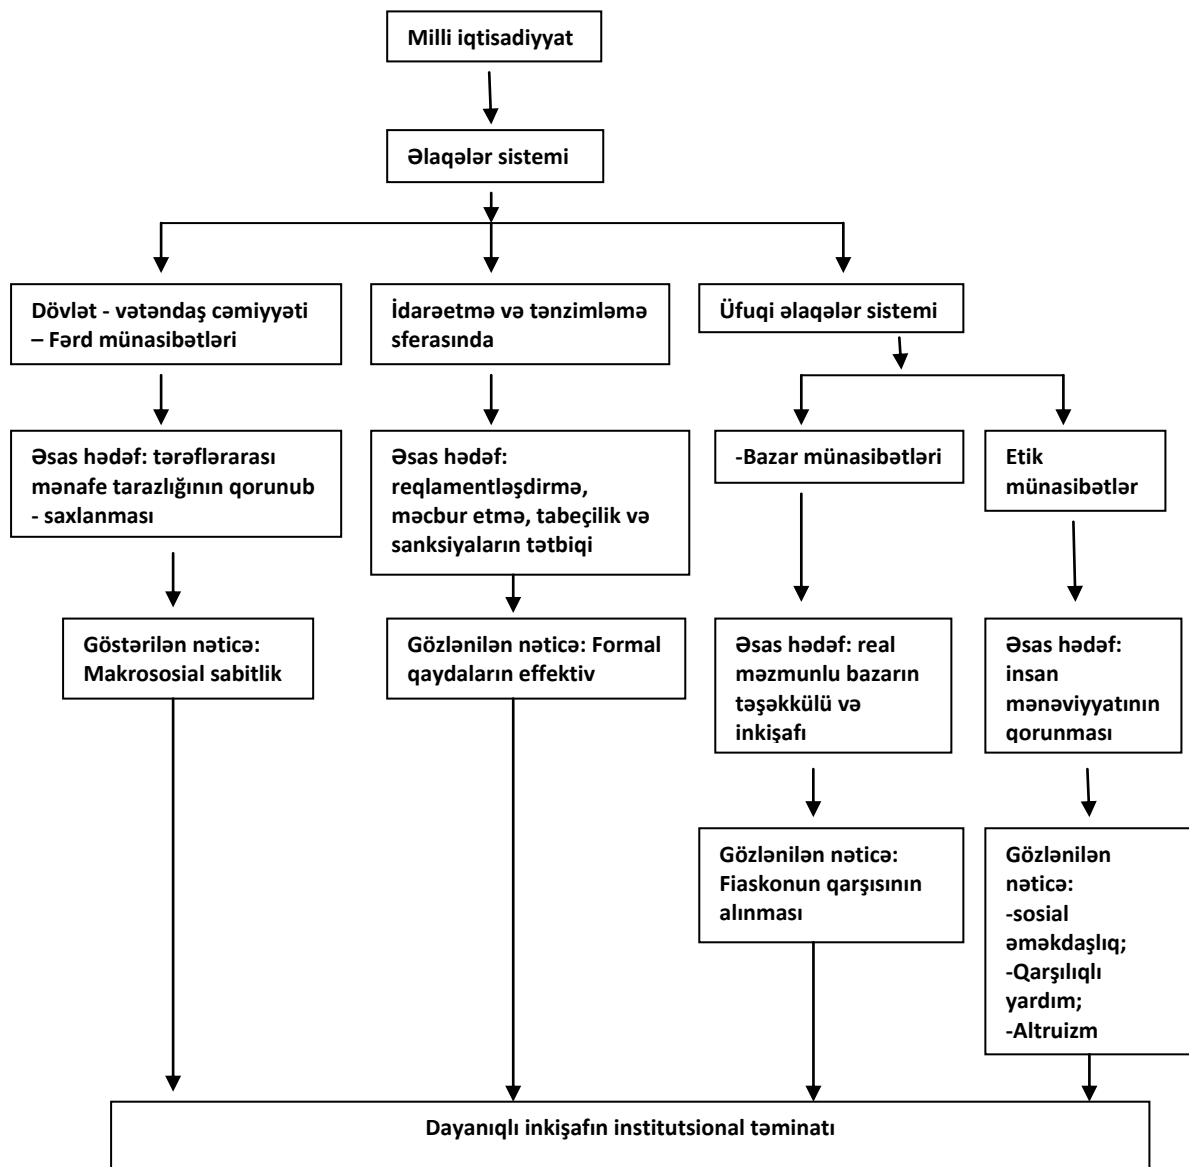 Milli iqtisadiyyat
Əlaqələr sistemi
Dövlət - vətəndaş cəmiyyəti
– Fərd münasibətləri
İdarəetmə və tənzimləmə
sferasında
Üfuqi əlaqələr sistemi
Əsas hədəf: tərəflərarası
mənafe tarazlığının qorunub
- saxlanması
Əsas hədəf:
reqlamentləşdirmə,
məcbur etmə, tabeçilik və
sanksiyaların tətbiqi
-Bazar münasibətləri
Etik
münasibətlər
Göstərilən nəticə:
Makrososial sabitlik
Gözlənilən nəticə: Formal
qaydaların effektiv
Əsas hədəf: real
məzmunlu bazarın
təşəkkülü və
inkişafı
Əsas hədəf:
insan
mənəviyyatının
qorunması
Gözlənilən nəticə:
Fiaskonun qarşısının
alınması
Gözlənilən
nəticə:
-sosial
əməkdaşlıq;
-Qarşılıqlı
yardım;
-Altruizm
Dayanıqlı inkişafın institutsional təminatı